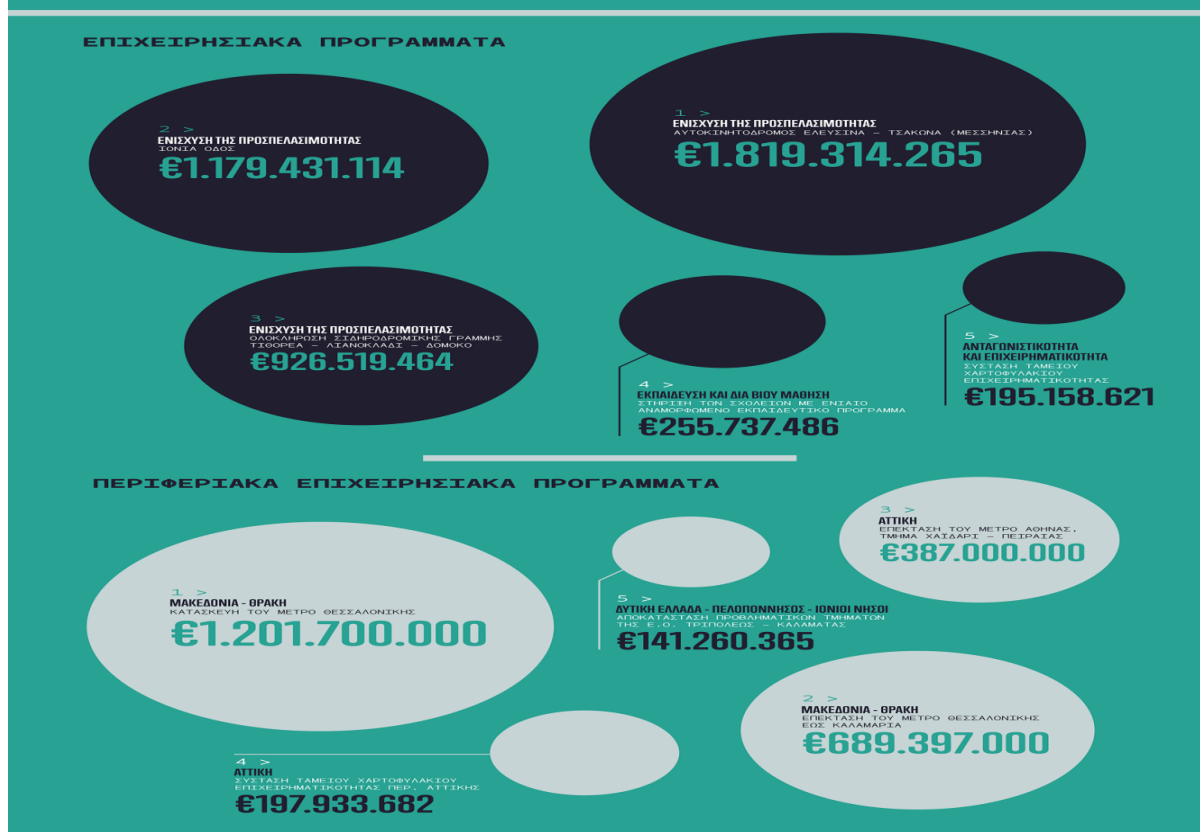 ΕΠΙΧΕΙΡΗΣΙΑΚΑ ΠΡΟΓΡΑΜΜΑΤΑ
2 >
ΕΝΙΣΧΥΣΗ ΤΗΣ ΠΡΟΣΠΕΛΑΣΙΜΟΤΗΤΑΣ
ΙΟΝΙΑ ΟΔΟΣ
€1.179.431.114
1 >
ΕΝΙΣΧΥΣΗ ΤΗΣ ΠΡΟΣΠΕΛΑΣΙΜΟΤΗΤΑΣ
ΑΥΤΟΚΙΝΗΤΟΔΡΟΜΟΣ ΕΛΕΥΣΙΝΑ – ΤΣΑΚΩΝΑ (ΜΕΣΣΗΝΙΑΣ)
€1.819.314.265
3 >
ΕΝΙΣΧΥΣΗ ΤΗΣ ΠΡΟΣΠΕΛΑΣΙΜΟΤΗΤΑΣ
ΟΛΟΚΛΗΡΩΣΗ ΣΙΔΗΡΟΔΡΟΜΙΚΗΣ ΓΡΑΜΜΗΣ
ΤΙΘΟΡΕΑ – ΛΙΑΝΟΚΛΑΔΙ – ΔΟΜΟΚΟ
€926.519.464
4 >
ΕΚΠΑΙΔΕΥΣΗ ΚΑΙ ΔΙΑ ΒΙΟΥ ΜΑΘΗΣΗ
ΣΤΗΡΙΞΗ ΤΩΝ ΣΧΟΛΕΙΩΝ ΜΕ ΕΝΙΑΙΟ
ΑΝΑΜΟΡΦΩΜΕΝΟ ΕΚΠΑΙΔΕΥΤΙΚΟ ΠΡΟΓΡΑΜΜΑ
€255.737.486
5 >
ΑΝΤΑΓΩΝΙΣΤΙΚΟΤΗΤΑ
ΚΑΙ ΕΠΙΧΕΙΡΗΜΑΤΙΚΟΤΗΤΑ
ΣΥΣΤΑΣΗ ΤΑΜΕΙΟΥ
ΧΑΡΤΟΦΥΛΑΚΙΟΥ
ΕΠΙΧΕΙΡΗΜΑΤΙΚΟΤΗΤΑΣ
€195.158.621
ΠΕΡΙΦΕΡΙΑΚΑ ΕΠΙΧΕΙΡΗΣΙΑΚΑ ΠΡΟΓΡΑΜΜΑΤΑ
1 >
ΜΑΚΕΔΟΝΙΑ - ΘΡΑΚΗ
ΚΑΤΑΣΚΕΥΗ ΤΟΥ ΜΕΤΡΟ ΘΕΣΣΑΛΟΝΙΚΗΣ
€1.201.700.000
5 >
ΔΥΤΙΚΗ ΕΛΛΑΔΑ - ΠΕΛΟΠΟΝΝΗΣΟΣ - ΙΟΝΙΟΙ ΝΗΣΟΙ
ΑΠΟΚΑΤΑΣΤΑΣΗ ΠΡΟΒΛΗΜΑΤΙΚΩΝ ΤΜΗΜΑΤΩΝ
ΤΗΣ Ε.Ο. ΤΡΙΠΟΛΕΩΣ – ΚΑΛΑΜΑΤΑΣ
€141.260.365
3 >
ΑΤΤΙΚΗ
ΕΠΕΚΤΑΣΗ ΤΟΥ ΜΕΤΡΟ ΑΘΗΝΑΣ,
ΤΜΗΜΑ ΧΑΪΔΑΡΙ – ΠΕΙΡΑΙΑΣ
€387.000.000
2 >
ΜΑΚΕΔΟΝΙΑ - ΘΡΑΚΗ
ΕΠΕΚΤΑΣΗ ΤΟΥ ΜΕΤΡΟ ΘΕΣΣΑΛΟΝΙΚΗΣ
ΕΩΣ ΚΑΛΑΜΑΡΙΑ
€689.397.000
4 >
ΑΤΤΙΚΗ
ΣΥΣΤΑΣΗ ΤΑΜΕΙΟΥ ΧΑΡΤΟΦΥΛΑΚΙΟΥ
ΕΠΙΧΕΙΡΗΜΑΤΙΚΟΤΗΤΑΣ ΠΕΡ. ΑΤΤΙΚΗΣ
€197.933.682